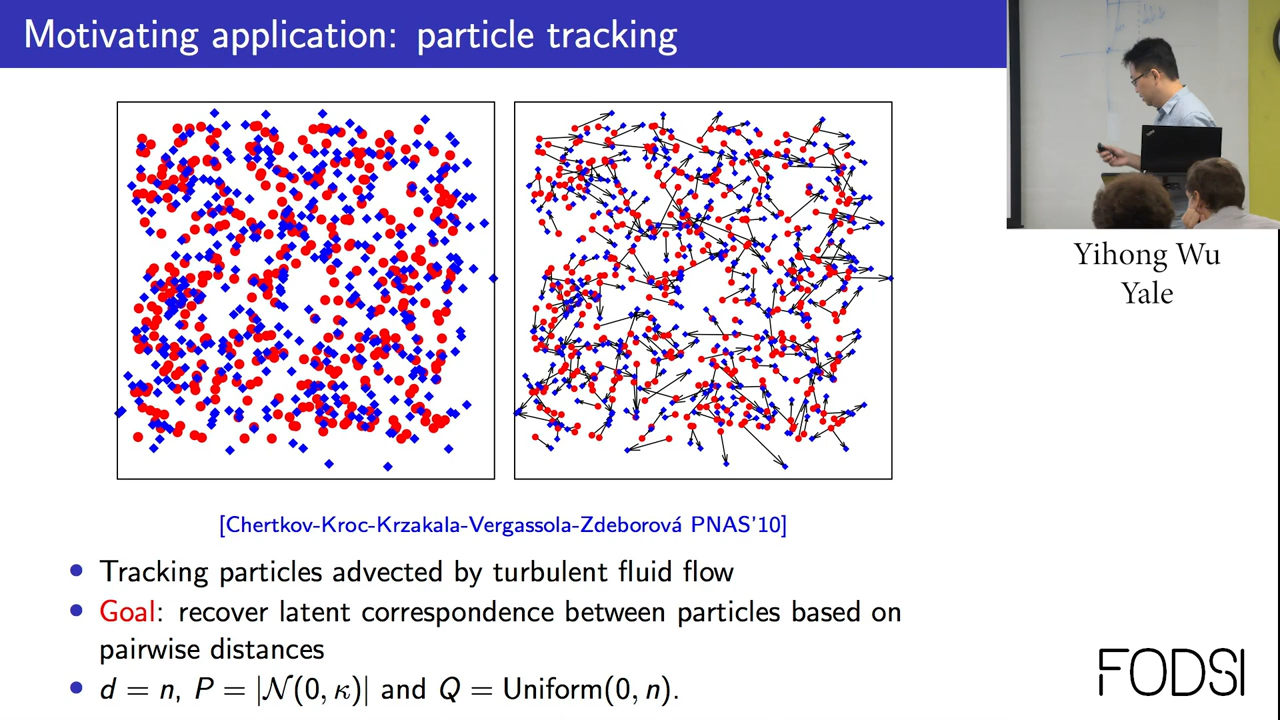 Motivating application: particle tracking
Yihong Wu
Yale
[Chertkov-Kroc-Krzakala-Vergassola-Zdeborová PNAS'10]
• Tracking particles advected by turbulent fluid flow
• Goal: recover latent correspondence between particles based on
pairwise distances
• d = n, P = |𝒩(0, κ)| and Q = Uniform(0, n).
FODSI